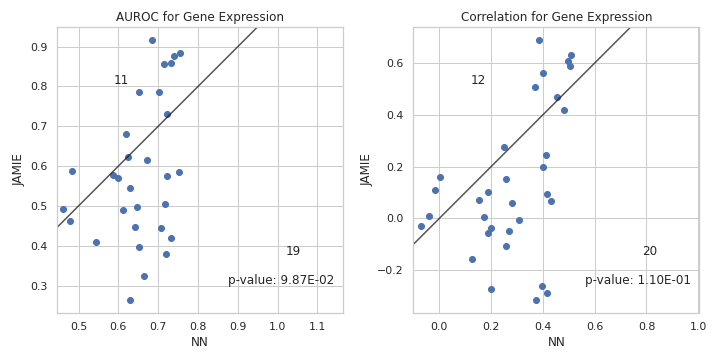 AUROC for Gene Expression
0.9
0.8
0.7
0.6
0.5
0.4
0.3
JAMIE
11
19
p-value: 9.87E-02
0.5 0.6 0.7 0.8 0.9 1.0 1.1
NN
Correlation for Gene Expression
0.6
0.4
0.2
0.0
−0.2
JAMIE
12
20
p-value: 1.10E-01
0.0 0.2 0.4 0.6 0.8 1.0
NN